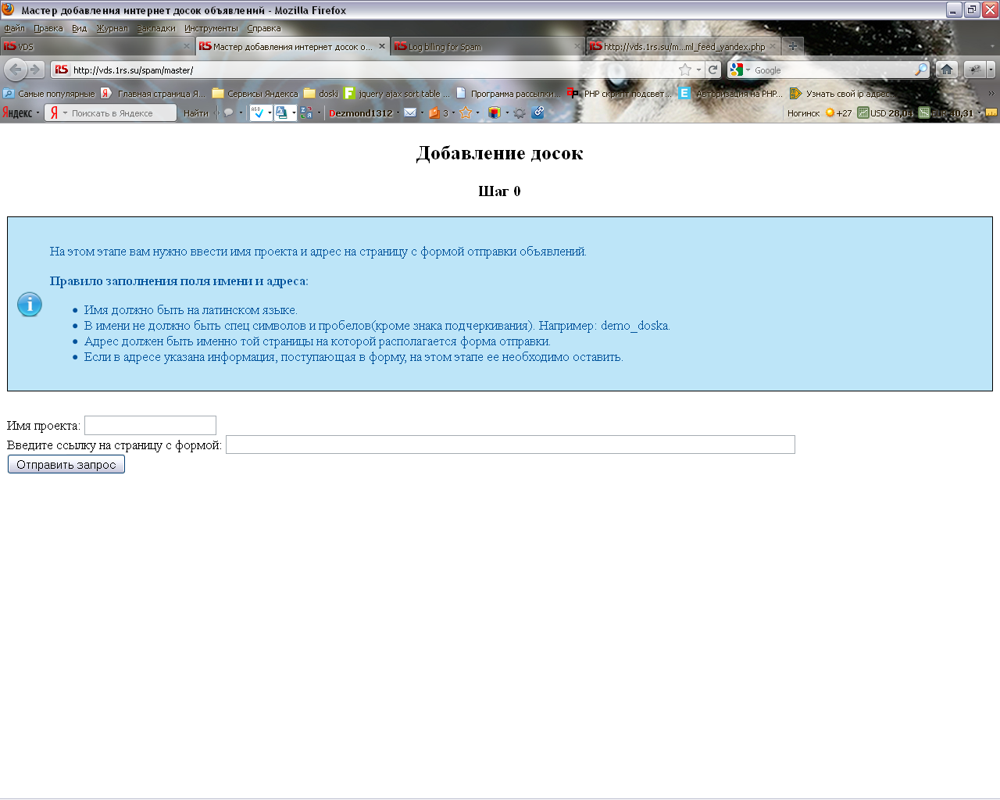 Мастер добавления интернет досок объявлений - Mozilla Firefox
Файл Правка Вид Журнал Закладки Инструменты Справка
VDS
Мастер добавления интернет досок о...
Log billing for Spam
http://vds.1rs.su/m...ml_feed_yandex.php
http://vds.1rs.su/spam/master/
Google
Самые популярные Главная страница Я... Сервисы Яндекса doski jquery ajax sort table ... Программа рассылки... PHP скрипт подсвет... Авторизация на PHP... Узнать свой ip адрес...
Яндекс Поискать в Яндексе Найти Dezmond1312 3 Ногинск +27 USD 28,04 40,31
Добавление досок
Шаг 0
На этом этапе вам нужно ввести имя проекта и адрес на страницу с формой отправки объявлений.
Правило заполнения поля имени и адреса:
Имя должно быть на латинском языке.
В имени не должно быть спец символов и пробелов(кроме знака подчеркивания). Например: demo_doska.
Адрес должен быть именно той страницы на которой располагается форма отправки.
Если в адресе указана информация, поступающая в форму, на этом этапе ее необходимо оставить.
Имя проекта:
Введите ссылку на страницу с формой:
Отправить запрос